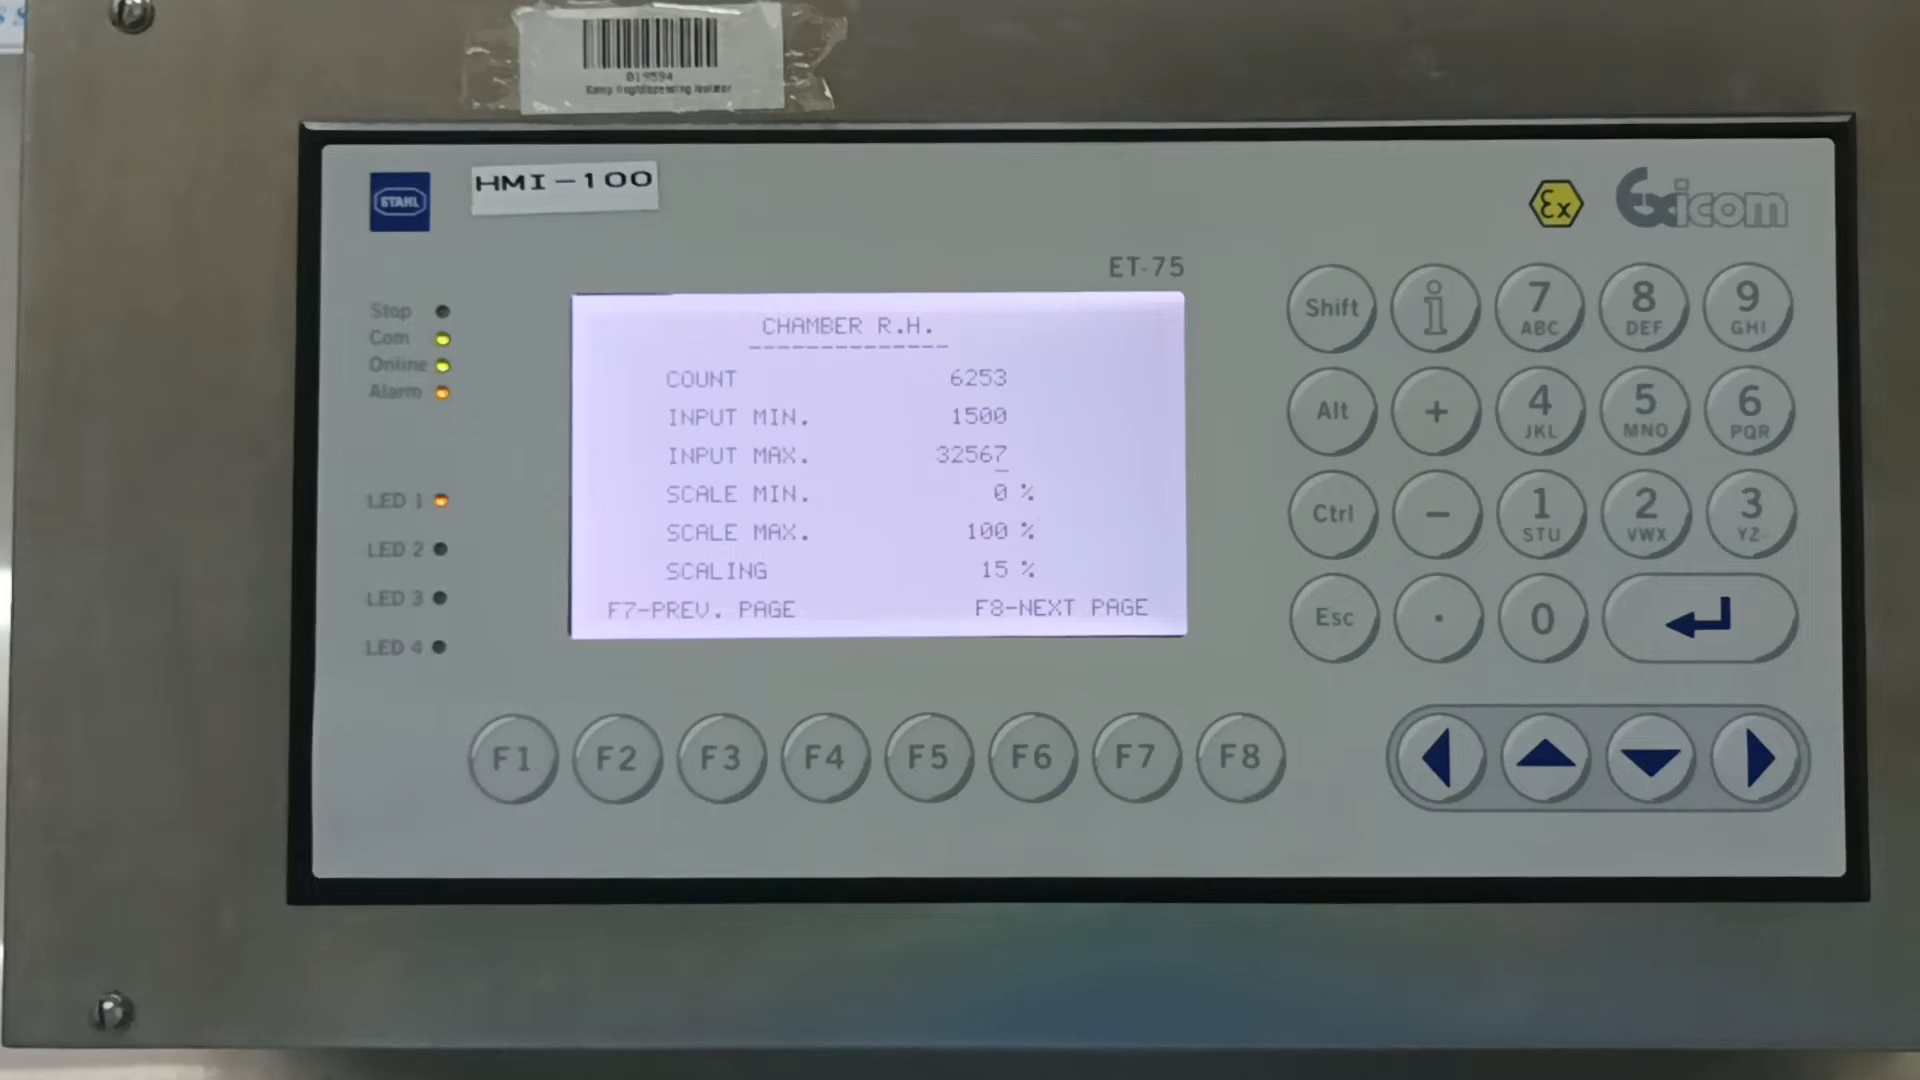 019594
HMI-100
STAHL
Ex
Exicom
ET-75
Stop
Com
Online
Alarm
LED 1
LED 2
LED 3
LED 4
CHAMBER R.H.
--------------
COUNT 6253
INPUT MIN. 1500
INPUT MAX. 32567
SCALE MIN. 0 %
SCALE MAX. 100 %
SCALING 15 %
F7-PREV. PAGE F8-NEXT PAGE
Shift i 7 ABC 8 DEF 9 GHI
Alt + 4 JKL 5 MNO 6 PQR
Ctrl - 1 STU 2 VWX 3 YZ
Esc . 0
F1 F2 F3 F4 F5 F6 F7 F8